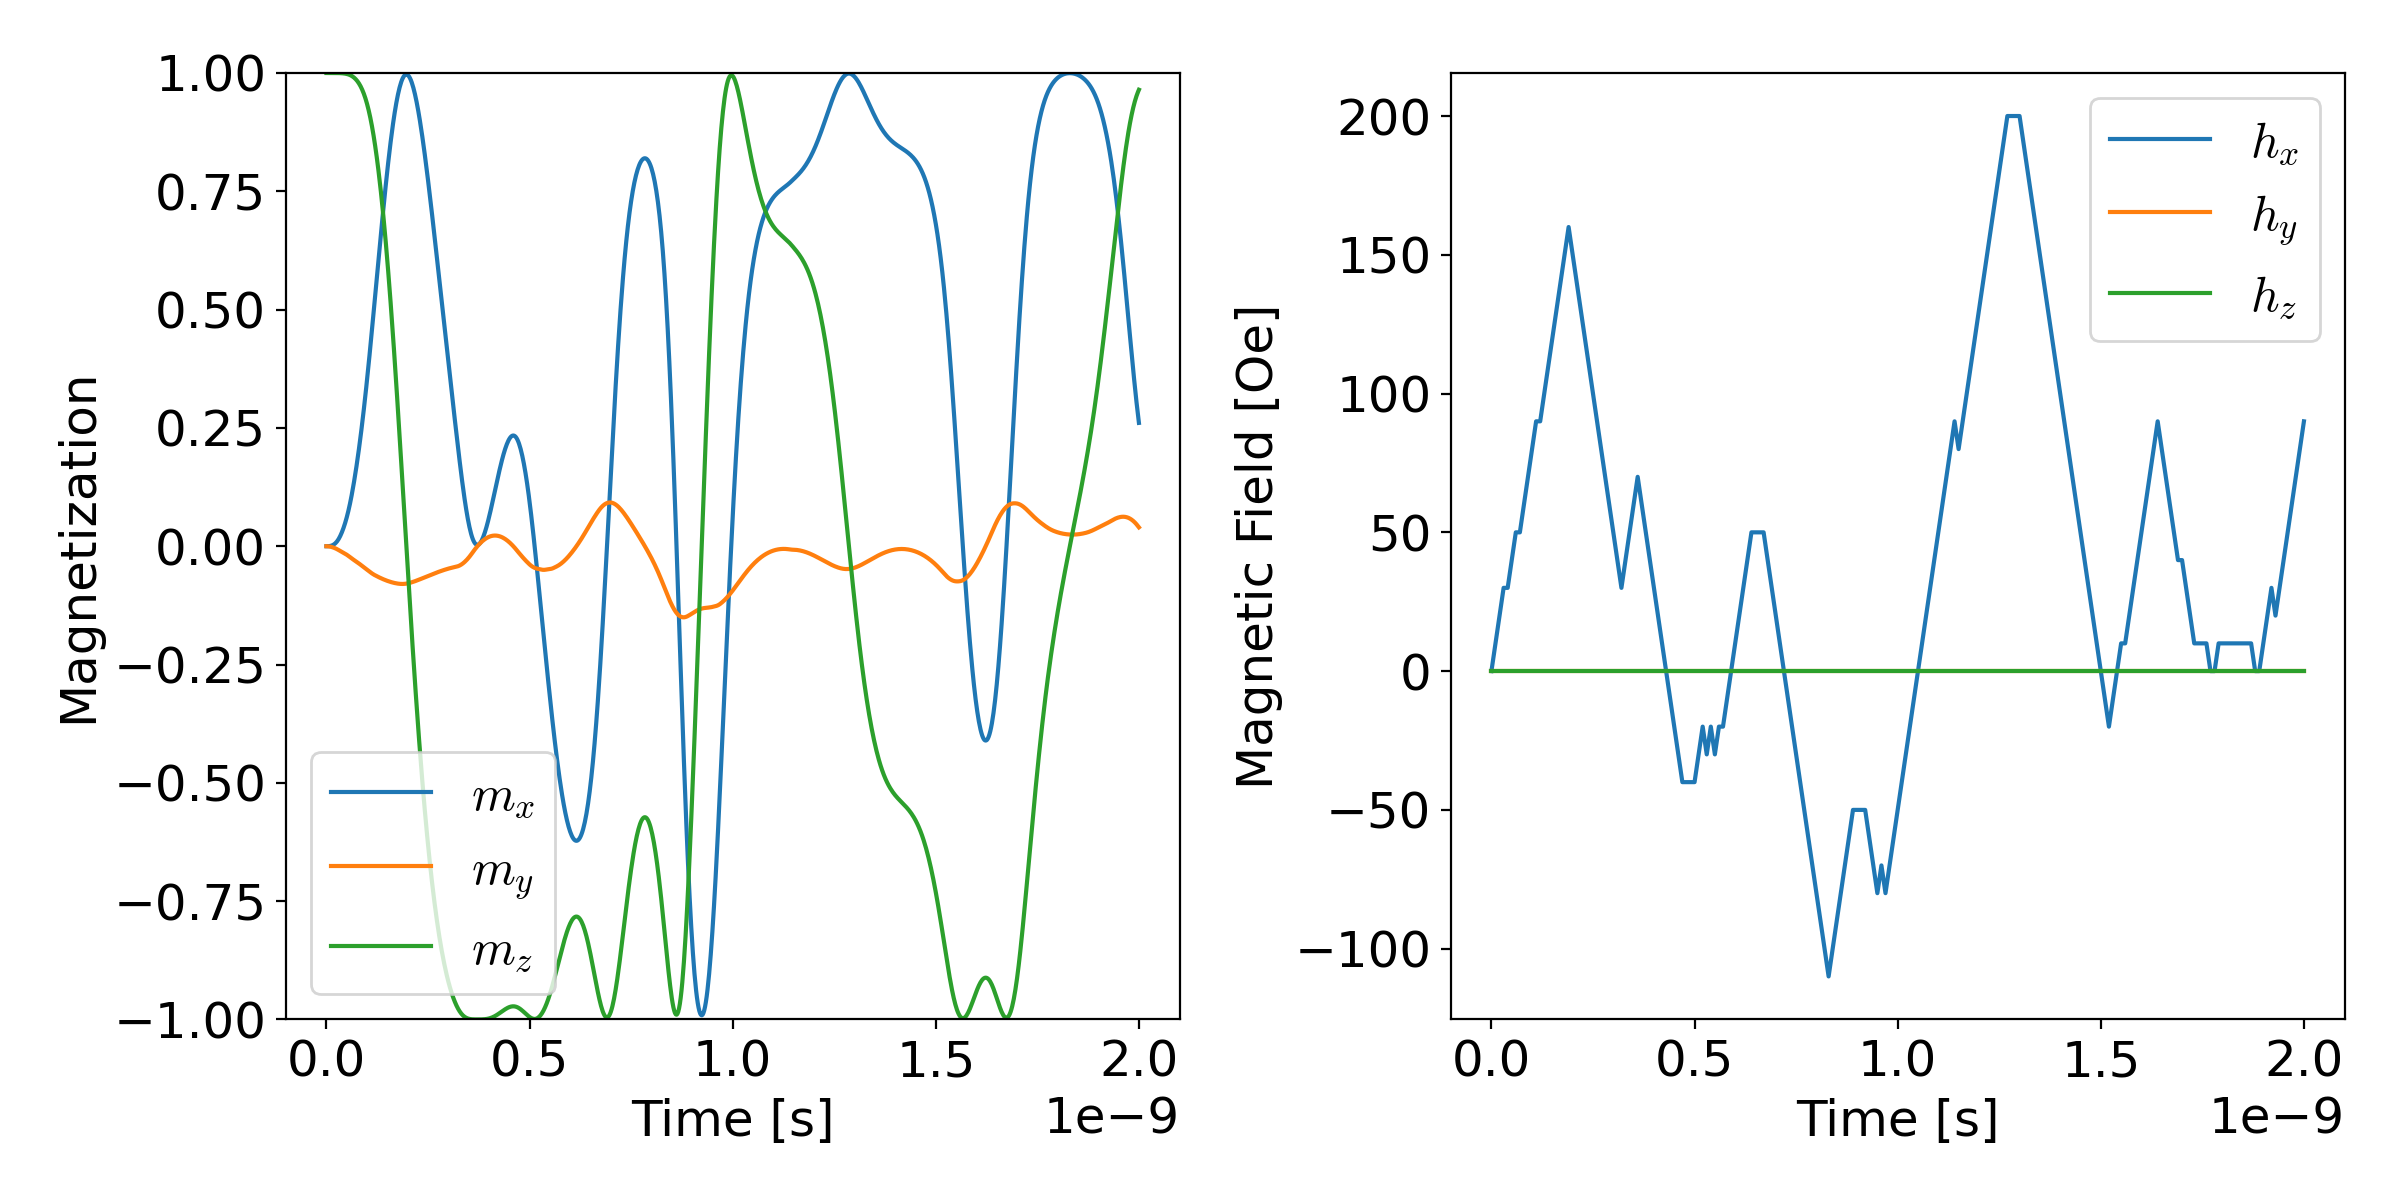 Magnetization
1.00
0.75
0.50
0.25
0.00
−0.25
−0.50
−0.75
−1.00
m_x
m_y
m_z
0.0 0.5 1.0 1.5 2.0
Time [s]
1e−9
Magnetic Field [Oe]
200
150
100
50
0
−50
−100
h_x
h_y
h_z
0.0 0.5 1.0 1.5 2.0
Time [s]
1e−9